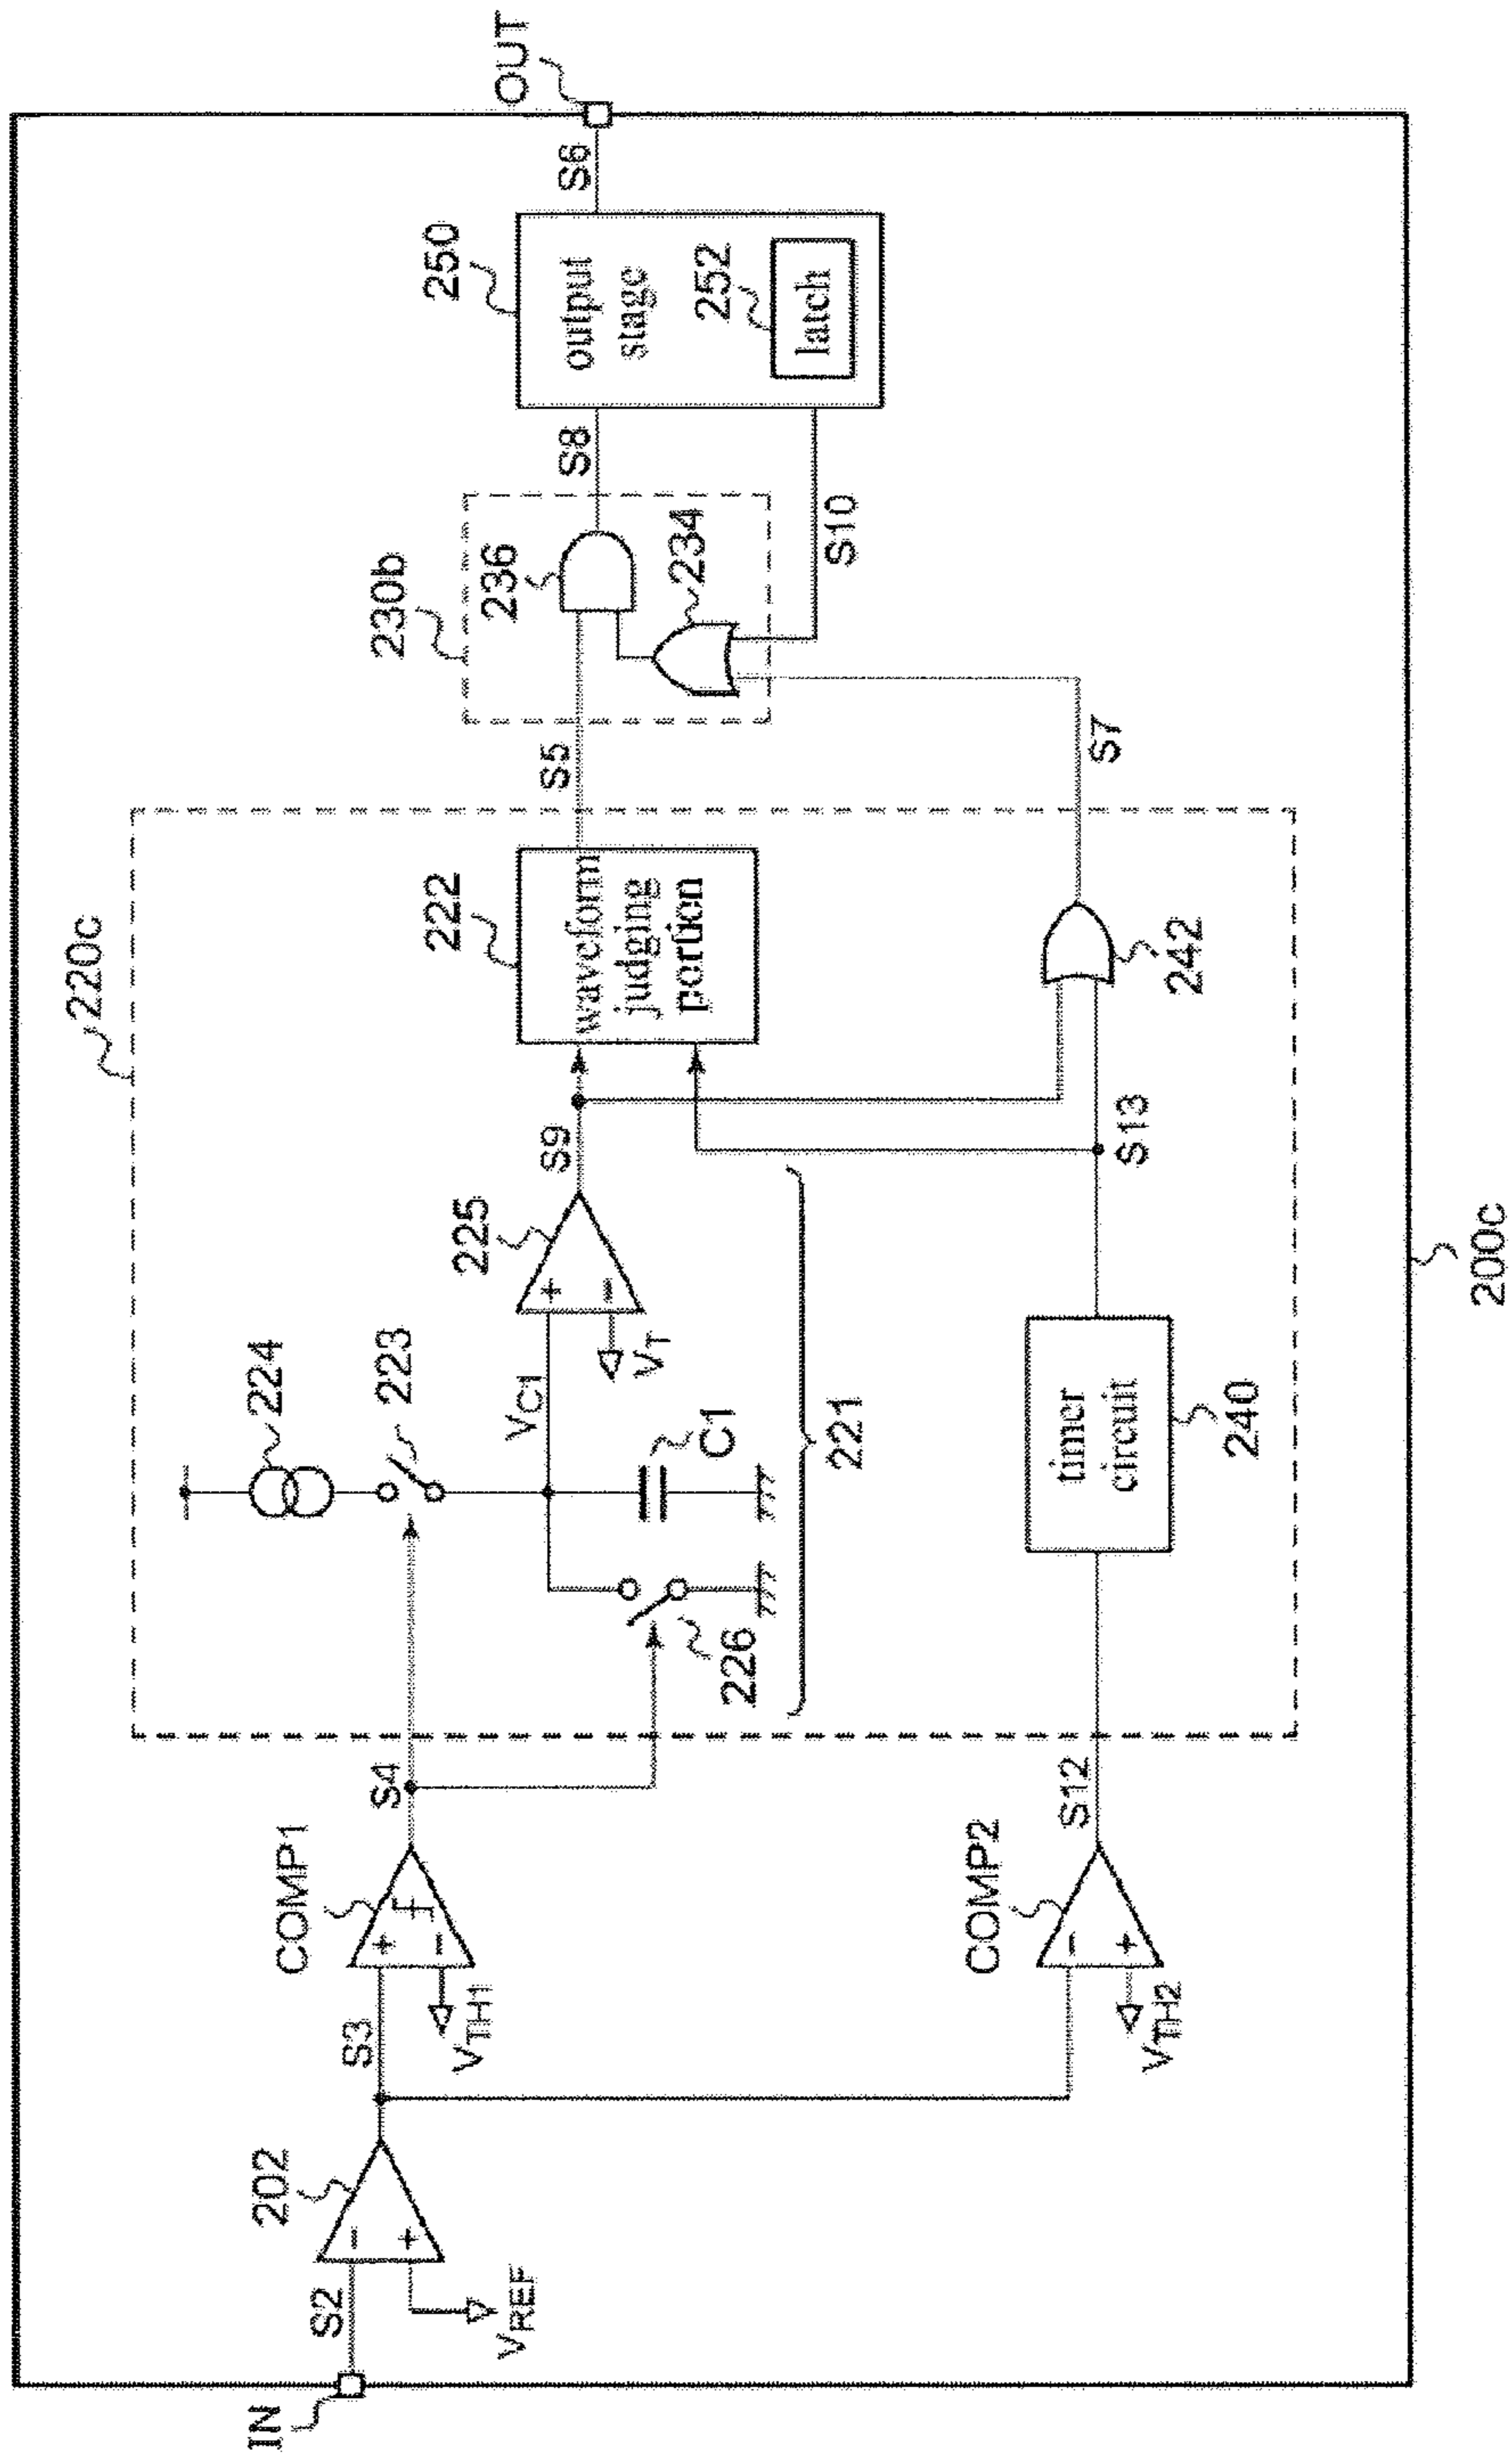 IN
S2
202
VREF
S3
COMP1
VTH1
S4
COMP2
VTH2
S12
220c
224
223
226
VC1
C1
221
225
+
−
VT
S9
222
waveform
judging
portion
timer
circuit
240
S13
242
S5
S7
230b
236
234
S8
S10
250
output
stage
252
latch
S6
OUT
200c